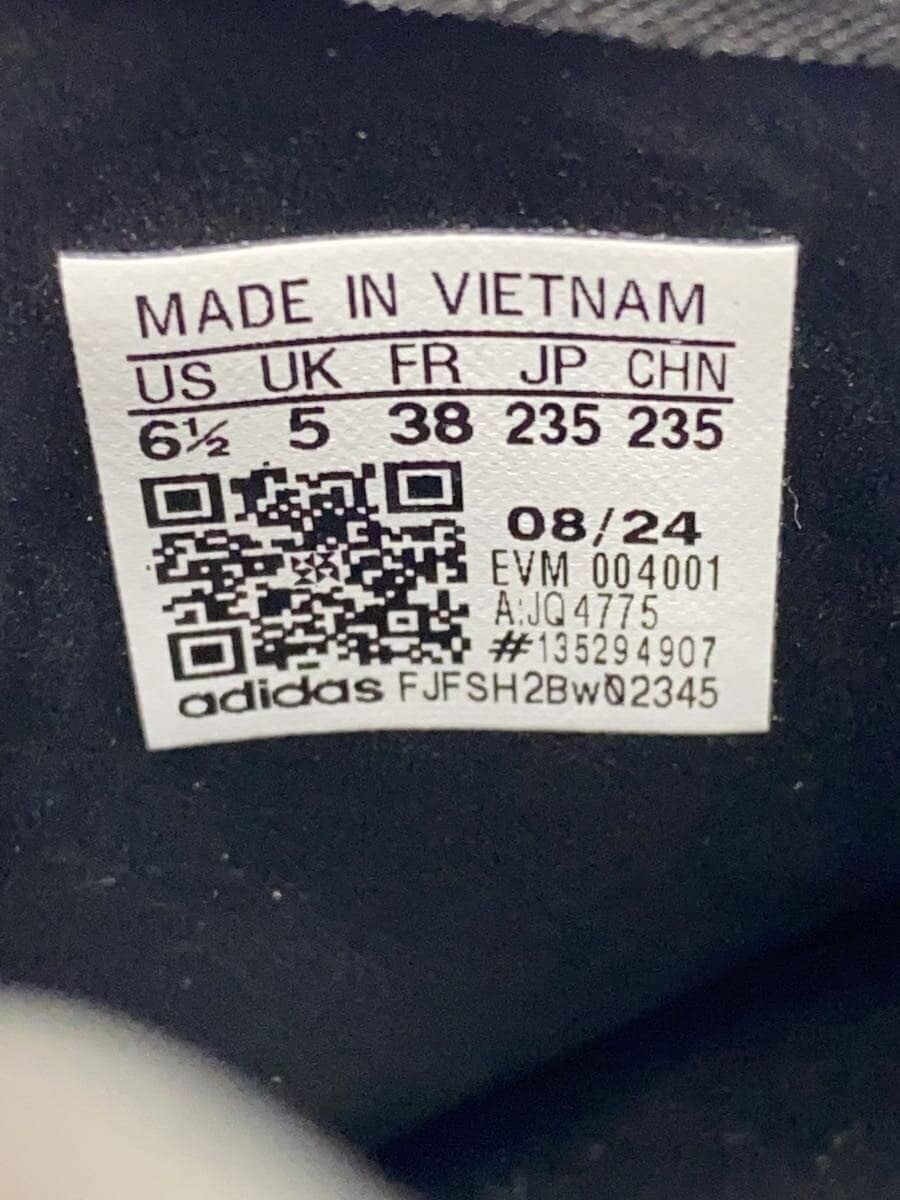 MADE IN VIETNAM
US UK FR JP CHN
6½ 5 38 235 235
08/24
EVM 004001
A:JQ4775
#135294907
adidas FJFSH2BwQ2345